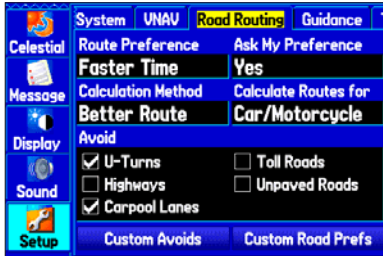 System VNAV Road Routing Guidance
Celestial
Route Preference Ask My Preference
Faster Time Yes
Message
Calculation Method Calculate Routes for
Better Route Car/Motorcycle
Display
Avoid
U-Turns Toll Roads
Sound
Highways Unpaved Roads
Carpool Lanes
Setup
Custom Avoids Custom Road Prefs